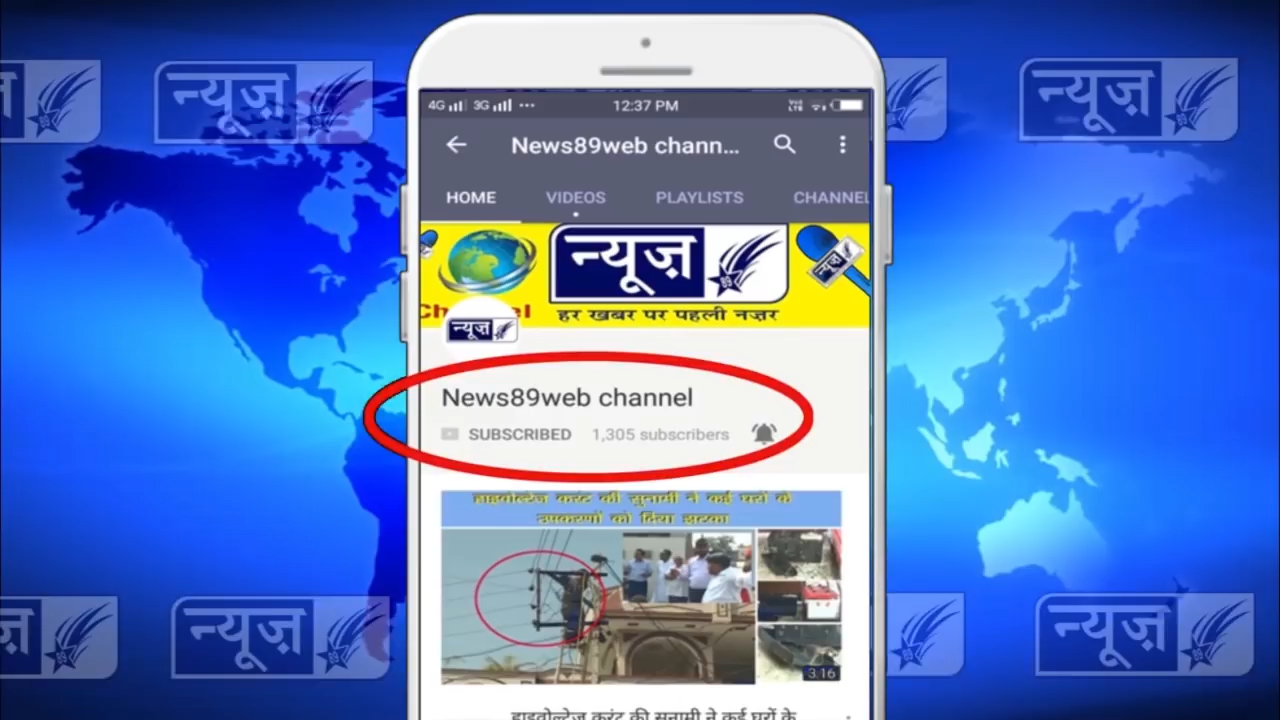 न्यूज़
न्यूज़
न्यूज़
4G 3G ... 12:37 PM
News89web chann...
HOME VIDEOS PLAYLISTS CHANNEL
न्यूज़
न्यूज़
हर खबर पर पहली नज़र
न्यूज़
News89web channel
SUBSCRIBED 1,305 subscribers
हाइवोल्टेज करंट की सुनामी ने कई घरों के
उपकरणों को दिया झटका
3:16
न्यूज़
न्यूज़
न्यूज़
हाइवोल्टेज करंट की सुनामी ने कई घरों के